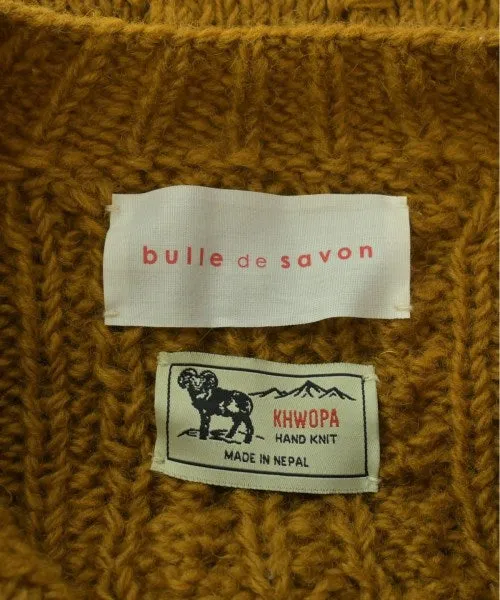 bulle de savon
KHWOPA
HAND KNIT
MADE IN NEPAL